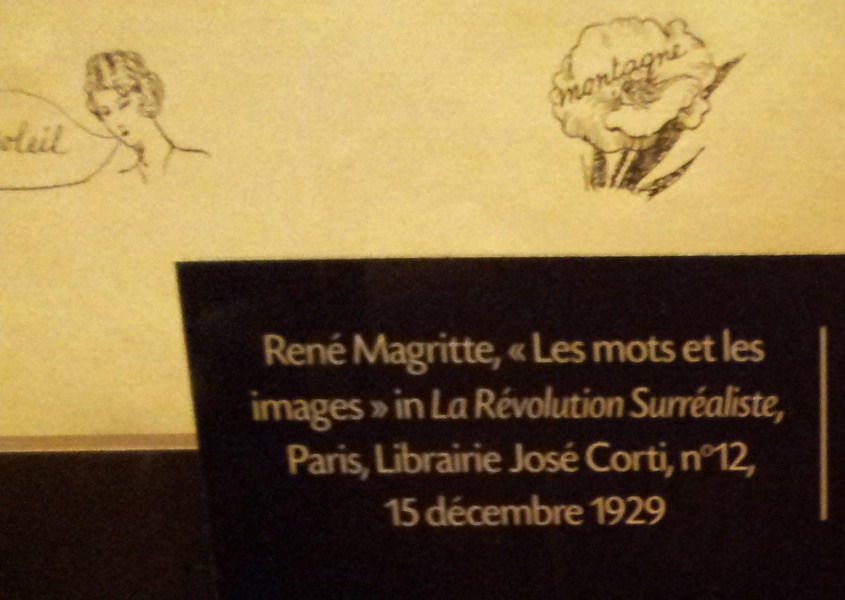 montagne
oleil
René Magritte, « Les mots et les
images » in La Révolution Surréaliste,
Paris, Librairie José Corti, n°12,
15 décembre 1929